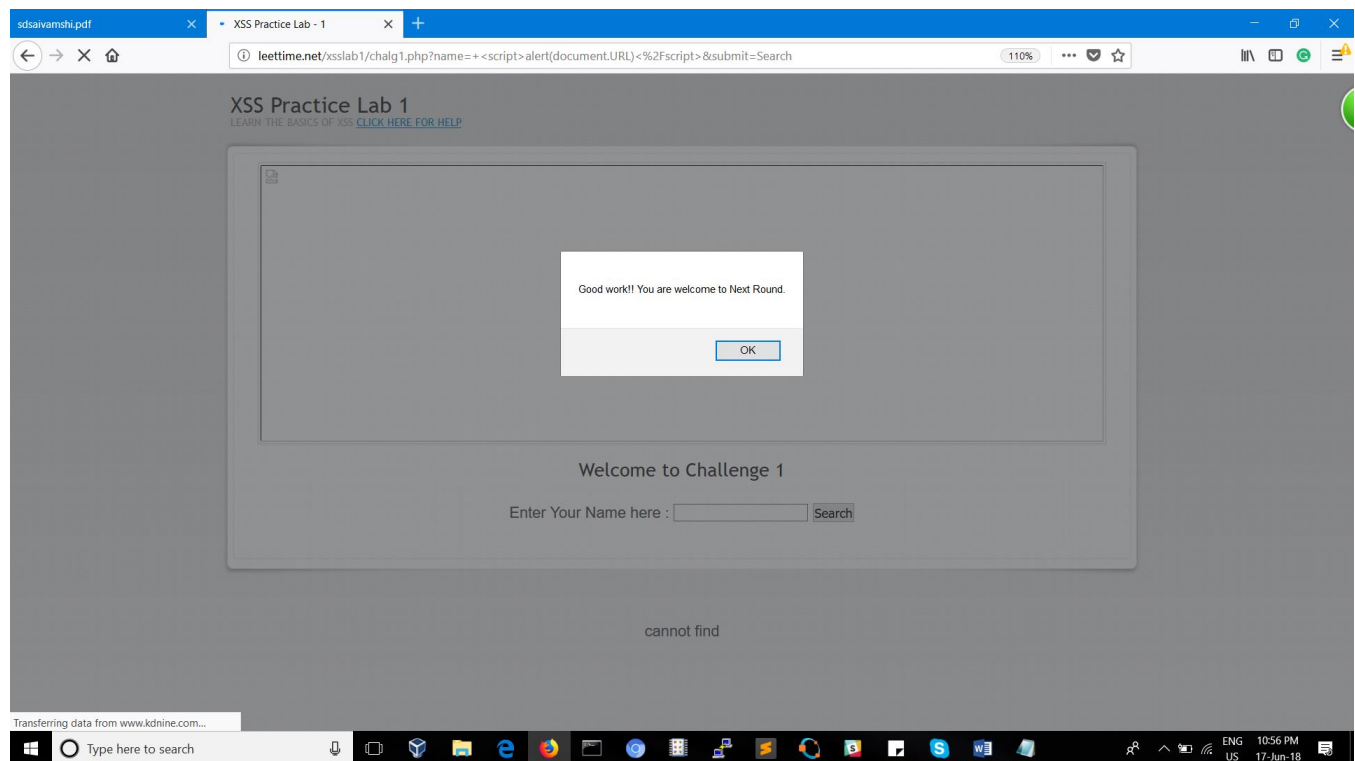 sdsaivamshi.pdf
XSS Practice Lab - 1
leettime.net/xsslab1/chalg1.php?name=+<script>alert(document.URL)<%2Fscript>&submit=Search
110%
XSS Practice Lab 1
LEARN THE BASICS OF XSS CLICK HERE FOR HELP
Good work!! You are welcome to Next Round.
OK
Welcome to Challenge 1
Enter Your Name here :
Search
cannot find
Transferring data from www.kdnine.com...
Type here to search
ENG
US
10:56 PM
17-Jun-18